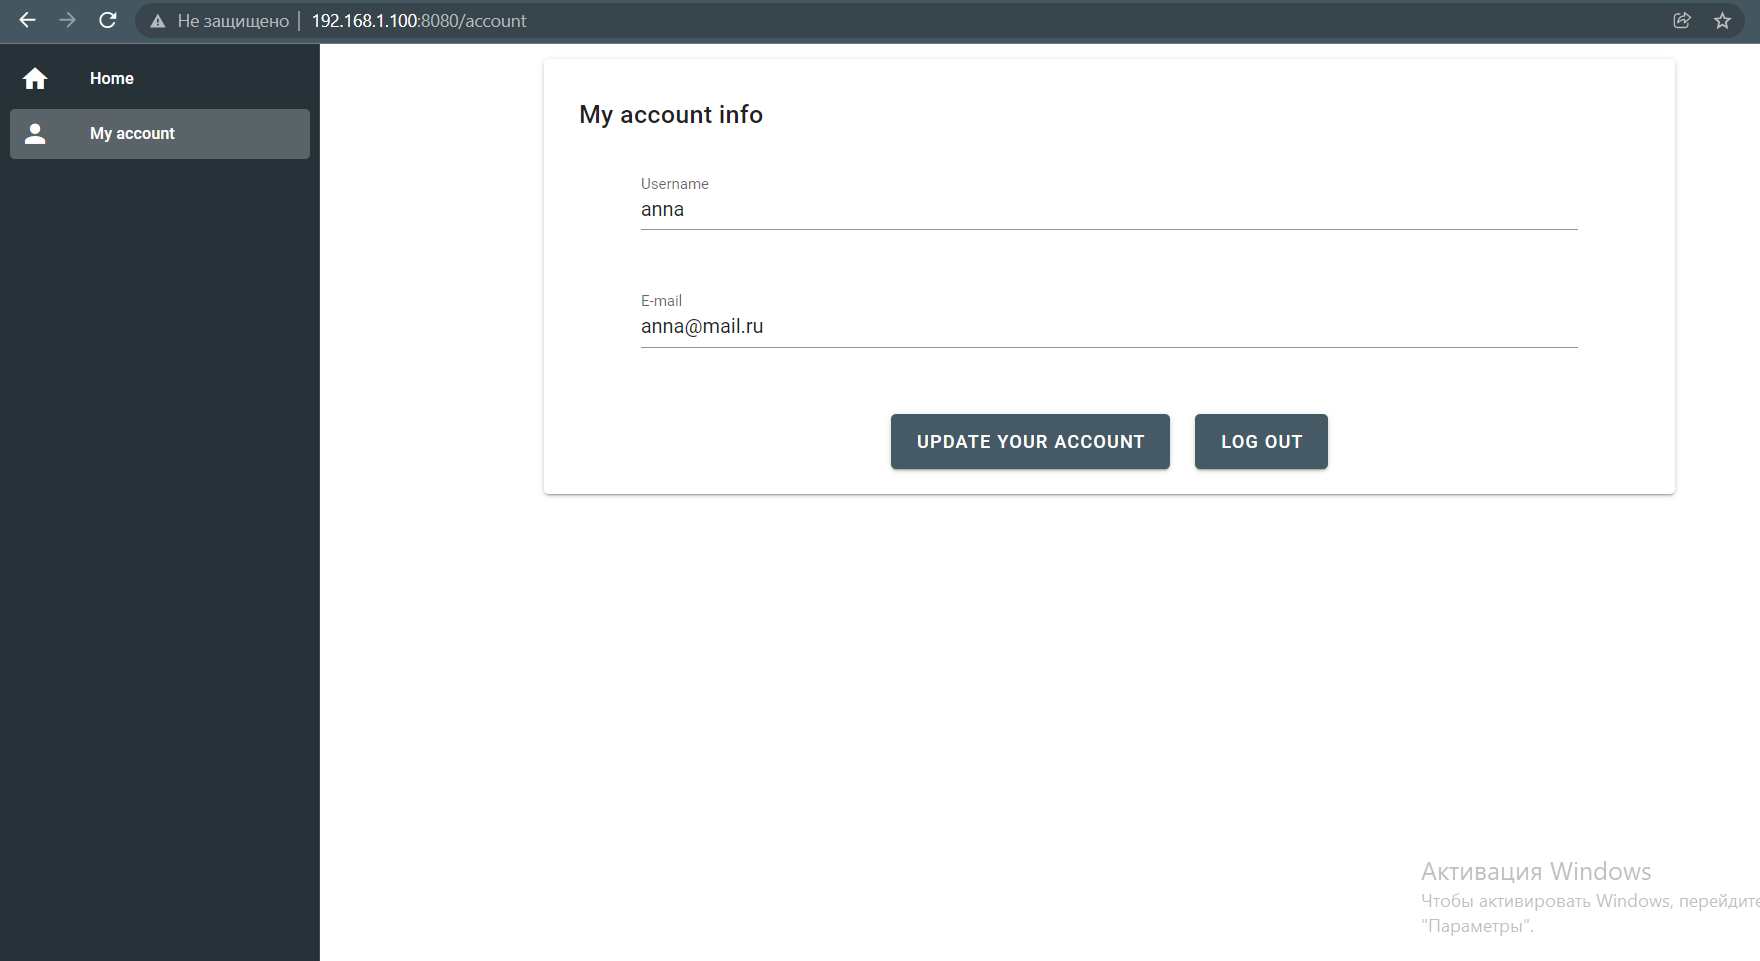 Не защищено 192.168.1.100:8080/account
Home
My account
My account info
Username
anna
E-mail
anna@mail.ru
UPDATE YOUR ACCOUNT LOG OUT
Активация Windows
Чтобы активировать Windows, перейдите
"Параметры".